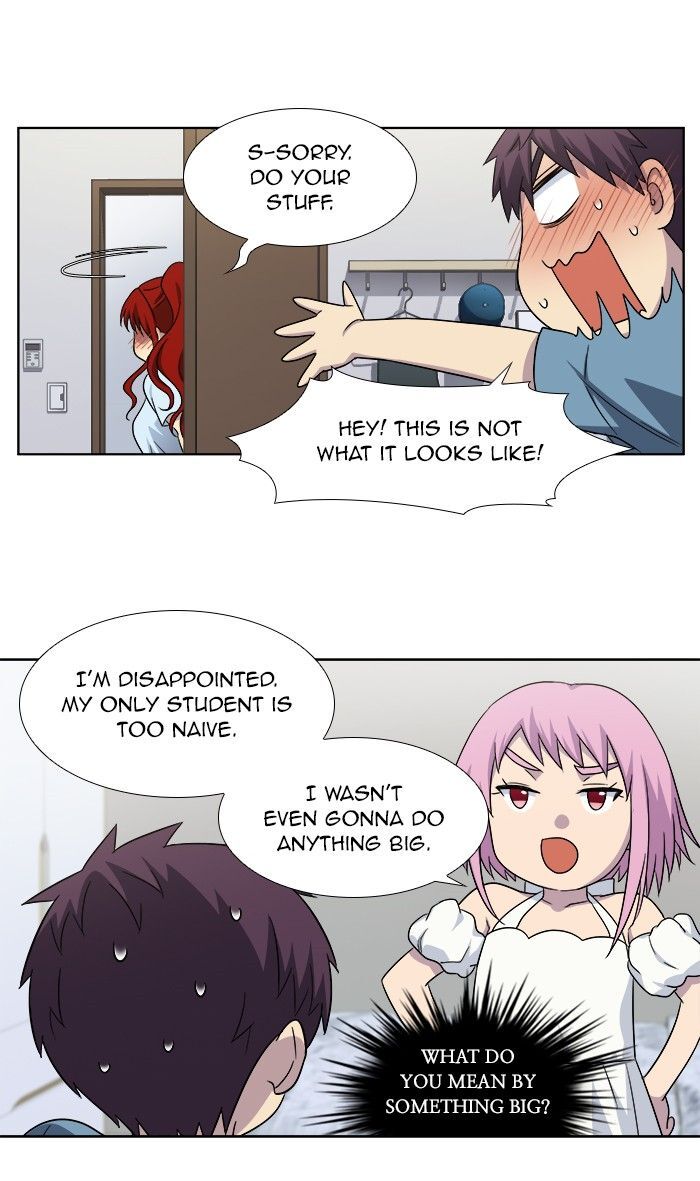 S-SORRY.
DO YOUR
STUFF.
HEY! THIS IS NOT
WHAT IT LOOKS LIKE!
I'M DISAPPOINTED.
MY ONLY STUDENT IS
TOO NAIVE.
I WASN'T
EVEN GONNA DO
ANYTHING BIG.
WHAT DO
YOU MEAN BY
SOMETHING BIG?